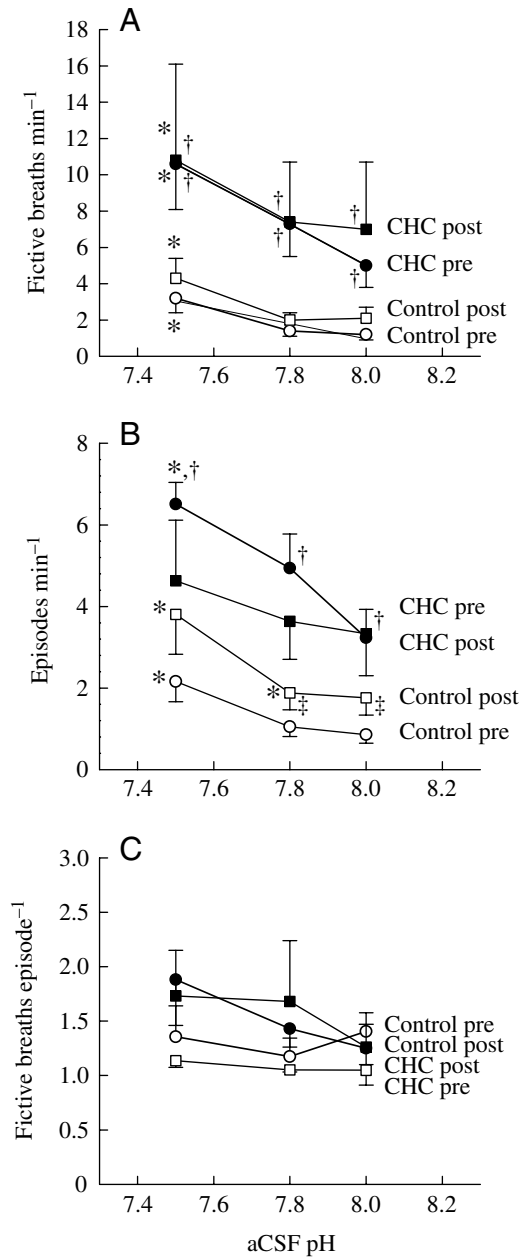 A
18
16
14
12
10
8
6
4
2
0
Fictive breaths min⁻¹
* †
* †
*
*
†
†
†
†
CHC post
CHC pre
Control post
Control pre
7.4 7.6 7.8 8.0 8.2
B
8
6
4
2
0
Episodes min⁻¹
*,†
†
†
*
* ‡
‡
*
CHC pre
CHC post
Control post
Control pre
7.4 7.6 7.8 8.0 8.2
C
3.0
2.5
2.0
1.5
1.0
0.5
0.0
Fictive breaths episode⁻¹
Control pre
Control post
CHC post
CHC pre
7.4 7.6 7.8 8.0 8.2
aCSF pH